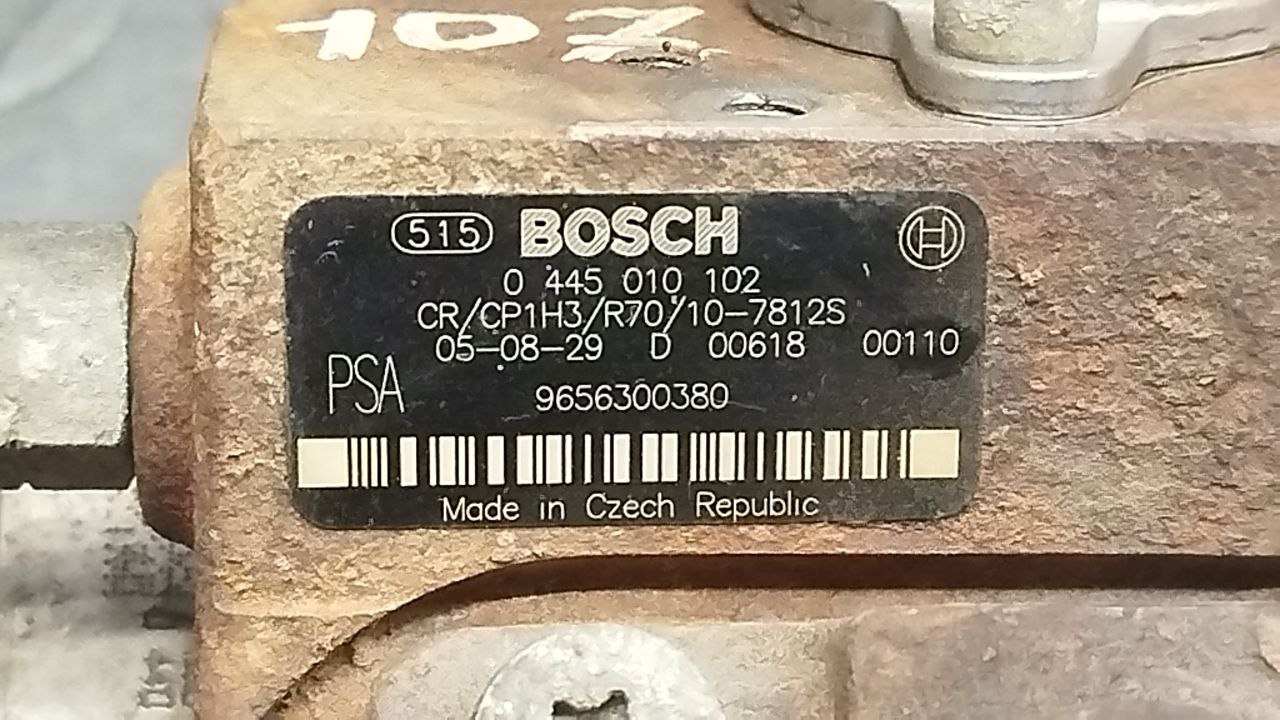 10Z
515 BOSCH
0 445 010 102
CR/CP1H3/R70/10-7812S
05-08-29 D 00618 00110
PSA 9656300380
Made in Czech Republic